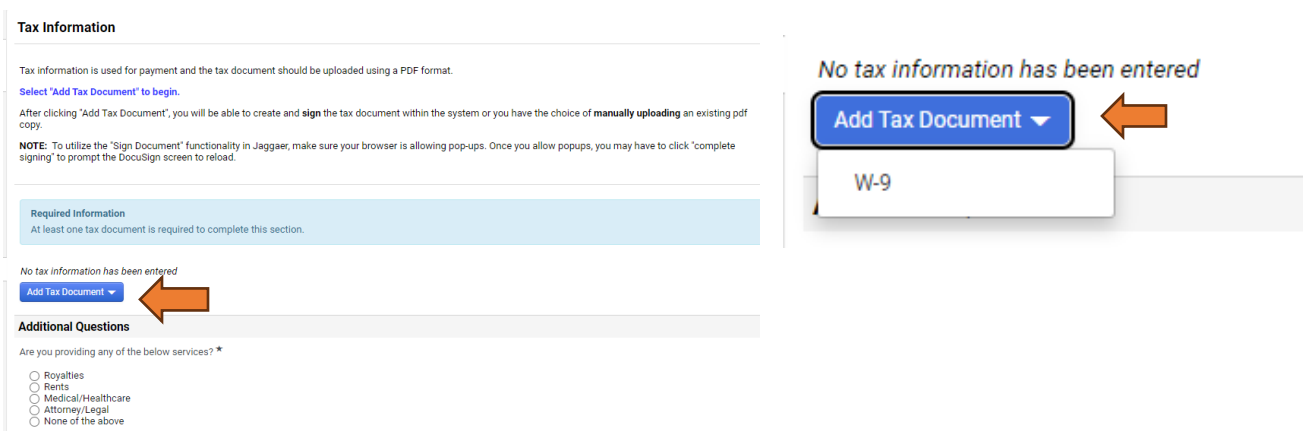 Tax Information
Tax information is used for payment and the tax document should be uploaded using a PDF format.
Select "Add Tax Document" to begin.
After clicking "Add Tax Document", you will be able to create and sign the tax document within the system or you have the choice of manually uploading an existing pdf
copy.
NOTE: To utilize the "Sign Document" functionality in Jaggaer, make sure your browser is allowing pop-ups. Once you allow popups, you may have to click "complete
signing" to prompt the DocuSign screen to reload.
Required Information
At least one tax document is required to complete this section.
No tax information has been entered
Add Tax Document
Additional Questions
Are you providing any of the below services? ★
Royalties
Rents
Medical/Healthcare
Attorney/Legal
None of the above
No tax information has been entered
Add Tax Document
W-9